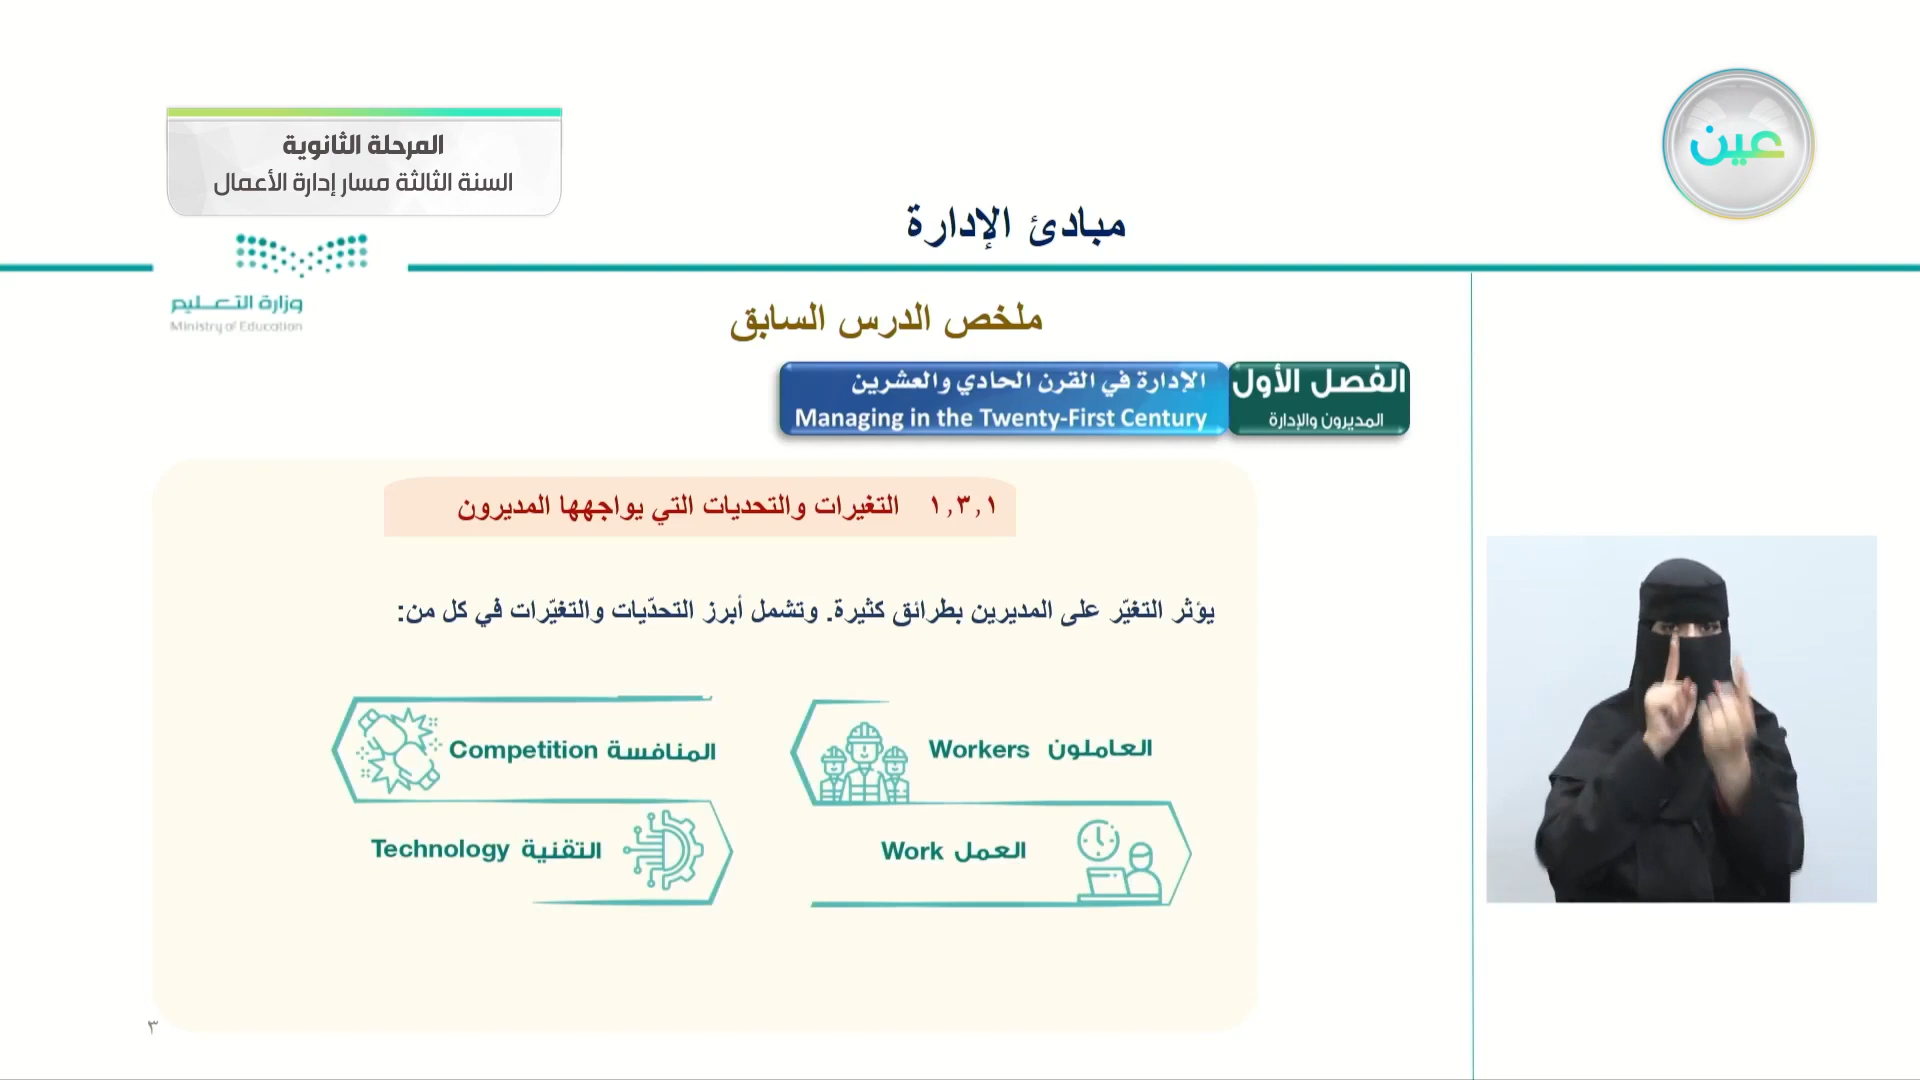 عين
المرحلة الثانوية
السنة الثالثة مسار إدارة الأعمال
مبادئ الإدارة
وزارة التعليم
Ministry of Education
ملخص الدرس السابق
الفصل الأول
المديرون والإدارة
الإدارة في القرن الحادي والعشرين
Managing in the Twenty-First Century
١,٣,١ التغيرات والتحديات التي يواجهها المديرون
يؤثر التغيّر على المديرين بطرائق كثيرة. وتشمل أبرز التحدّيات والتغيّرات في كل من:
العاملون Workers
المنافسة Competition
العمل Work
التقنية Technology
٣